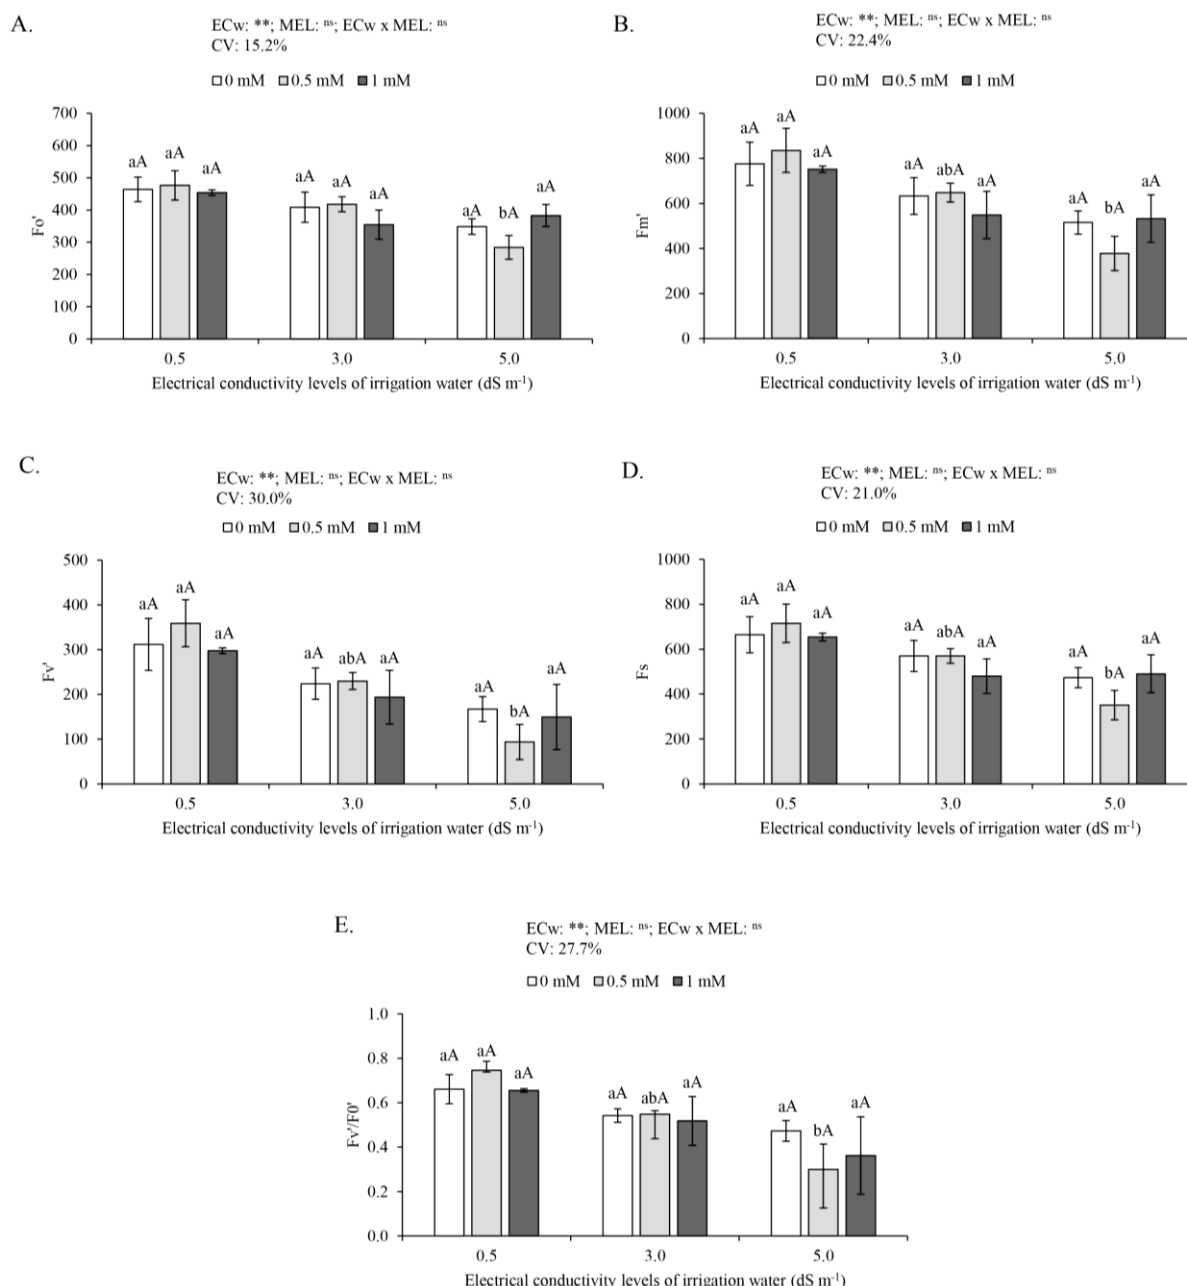 A.
ECw: **; MEL: ns; ECw x MEL: ns
CV: 15.2%
0 mM 0.5 mM 1 mM
700
600
500
400
300
200
100
0
Fo'
aA aA aA
aA aA aA
aA bA aA
0.5 3.0 5.0
Electrical conductivity levels of irrigation water (dS m-1)
B.
ECw: **; MEL: ns; ECw x MEL: ns
CV: 22.4%
0 mM 0.5 mM 1 mM
1000
800
600
400
200
0
Fm'
aA aA aA
aA abA aA
aA bA aA
0.5 3.0 5.0
Electrical conductivity levels of irrigation water (dS m-1)
C.
ECw: **; MEL: ns; ECw x MEL: ns
CV: 30.0%
0 mM 0.5 mM 1 mM
500
400
300
200
100
0
Fv'
aA aA aA
aA abA aA
aA bA aA
0.5 3.0 5.0
Electrical conductivity levels of irrigation water (dS m-1)
D.
ECw: **; MEL: ns; ECw x MEL: ns
CV: 21.0%
0 mM 0.5 mM 1 mM
1000
800
600
400
200
0
Fs
aA aA aA
aA abA aA
aA bA aA
0.5 3.0 5.0
Electrical conductivity levels of irrigation water (dS m-1)
E.
ECw: **; MEL: ns; ECw x MEL: ns
CV: 27.7%
0 mM 0.5 mM 1 mM
1.0
0.8
0.6
0.4
0.2
0.0
Fv'/F0'
aA aA aA
aA abA aA
aA bA aA
0.5 3.0 5.0
Electrical conductivity levels of irrigation water (dS m-1)